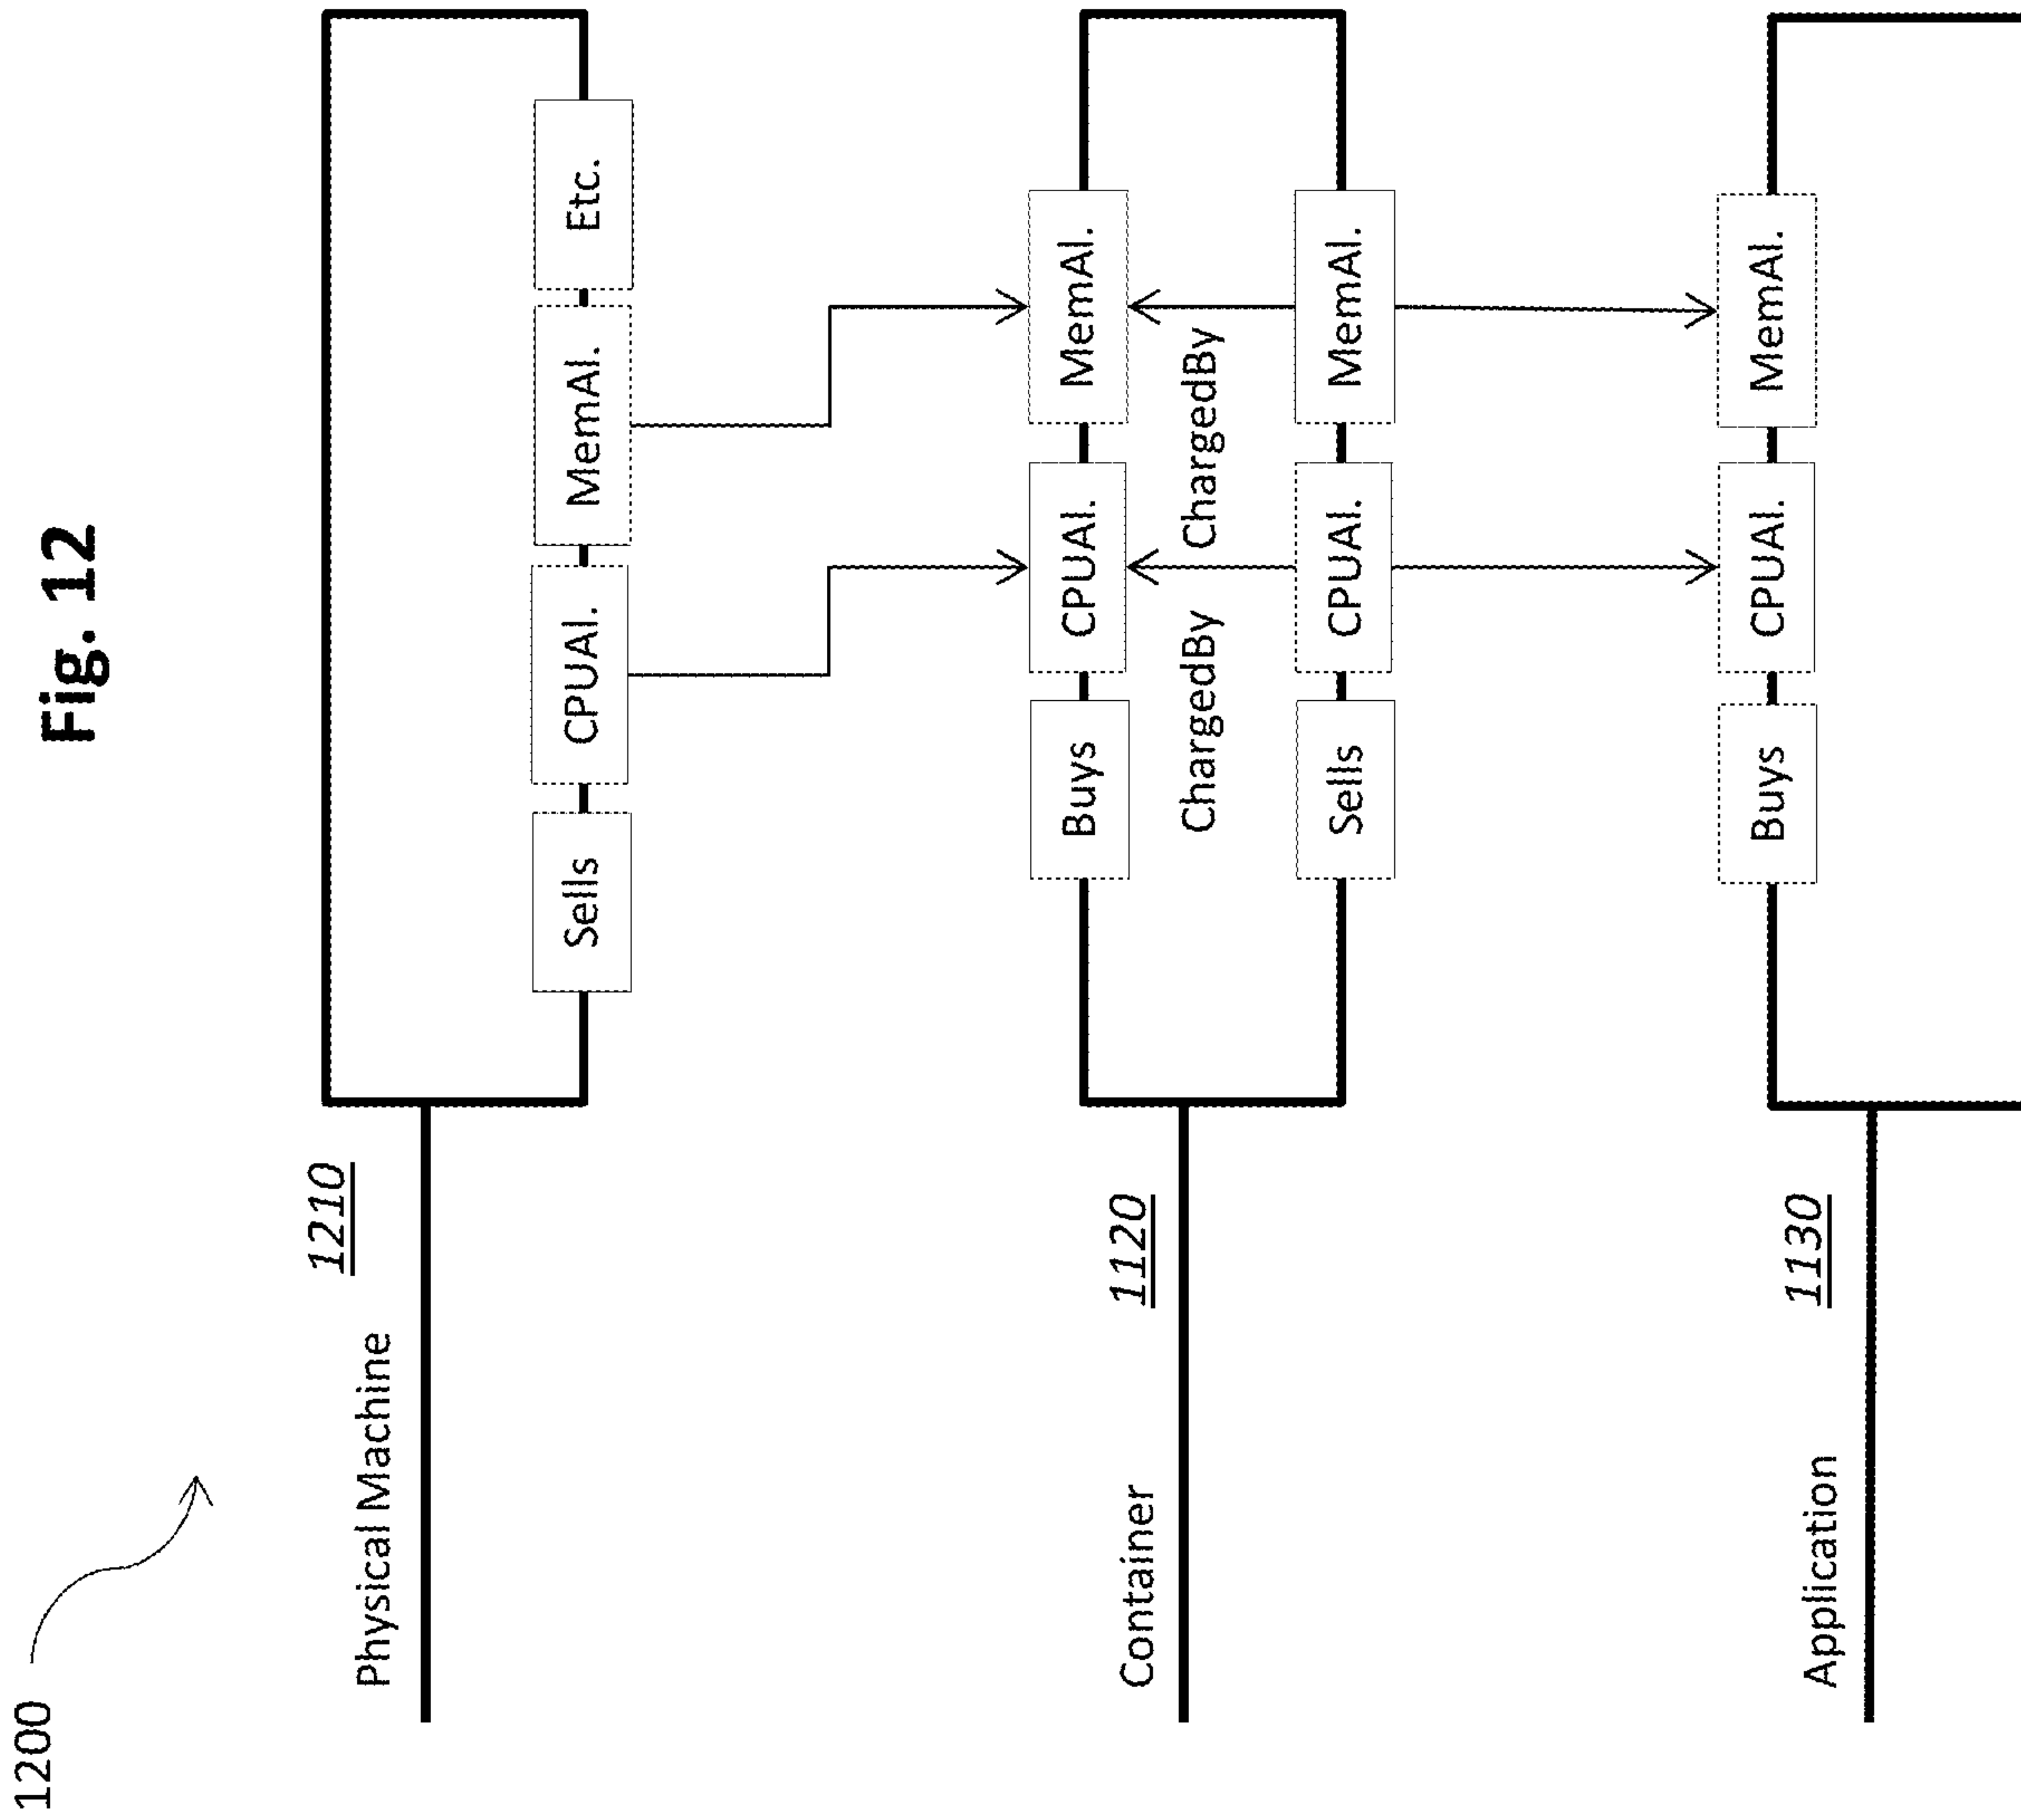 Fig. 12
1200
Physical Machine
1210
Sells
CPUAl.
MemAl.
Etc.
Container
1120
Buys
CPUAl.
MemAl.
ChargedBy
ChargedBy
Sells
CPUAl.
MemAl.
Application
1130
Buys
CPUAl.
MemAl.